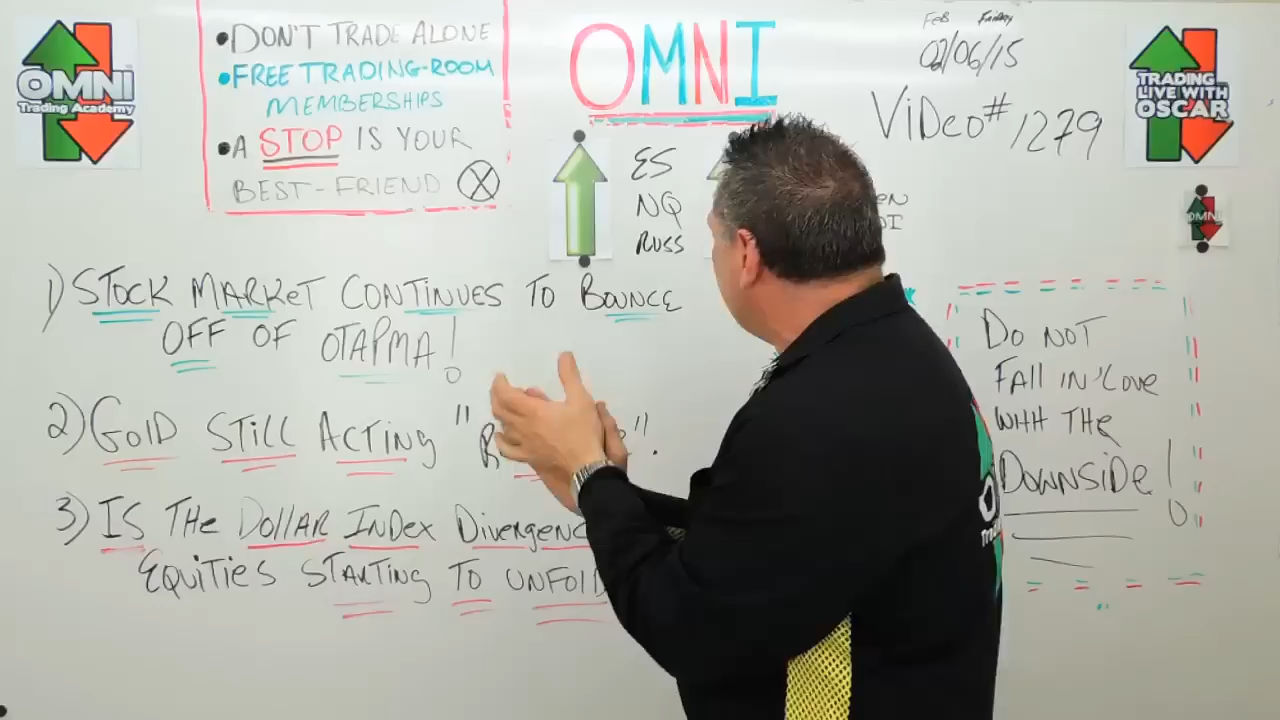 OMNI
Trading Academy
•DON'T TRADE ALONE
•FREE TRADING-ROOM
MEMBERSHIPS
•A STOP IS YOUR
BEST-FRIEND
OMNI
ES
NQ
RUSS
FEB FRIDAY
02/06/15
VIDEO# 1279
TRADING
LIVE WITH
OSCAR
OMNI
1) STOCK MARKET CONTINUES TO BOUNCE
OFF OF OTAPMA!
2) GOLD STILL ACTING "
".
3) IS THE DOLLAR INDEX
EQUITIES STARTING TO UNFOLD
DO NOT
FALL IN LOVE
WITH THE
DOWNSIDE!